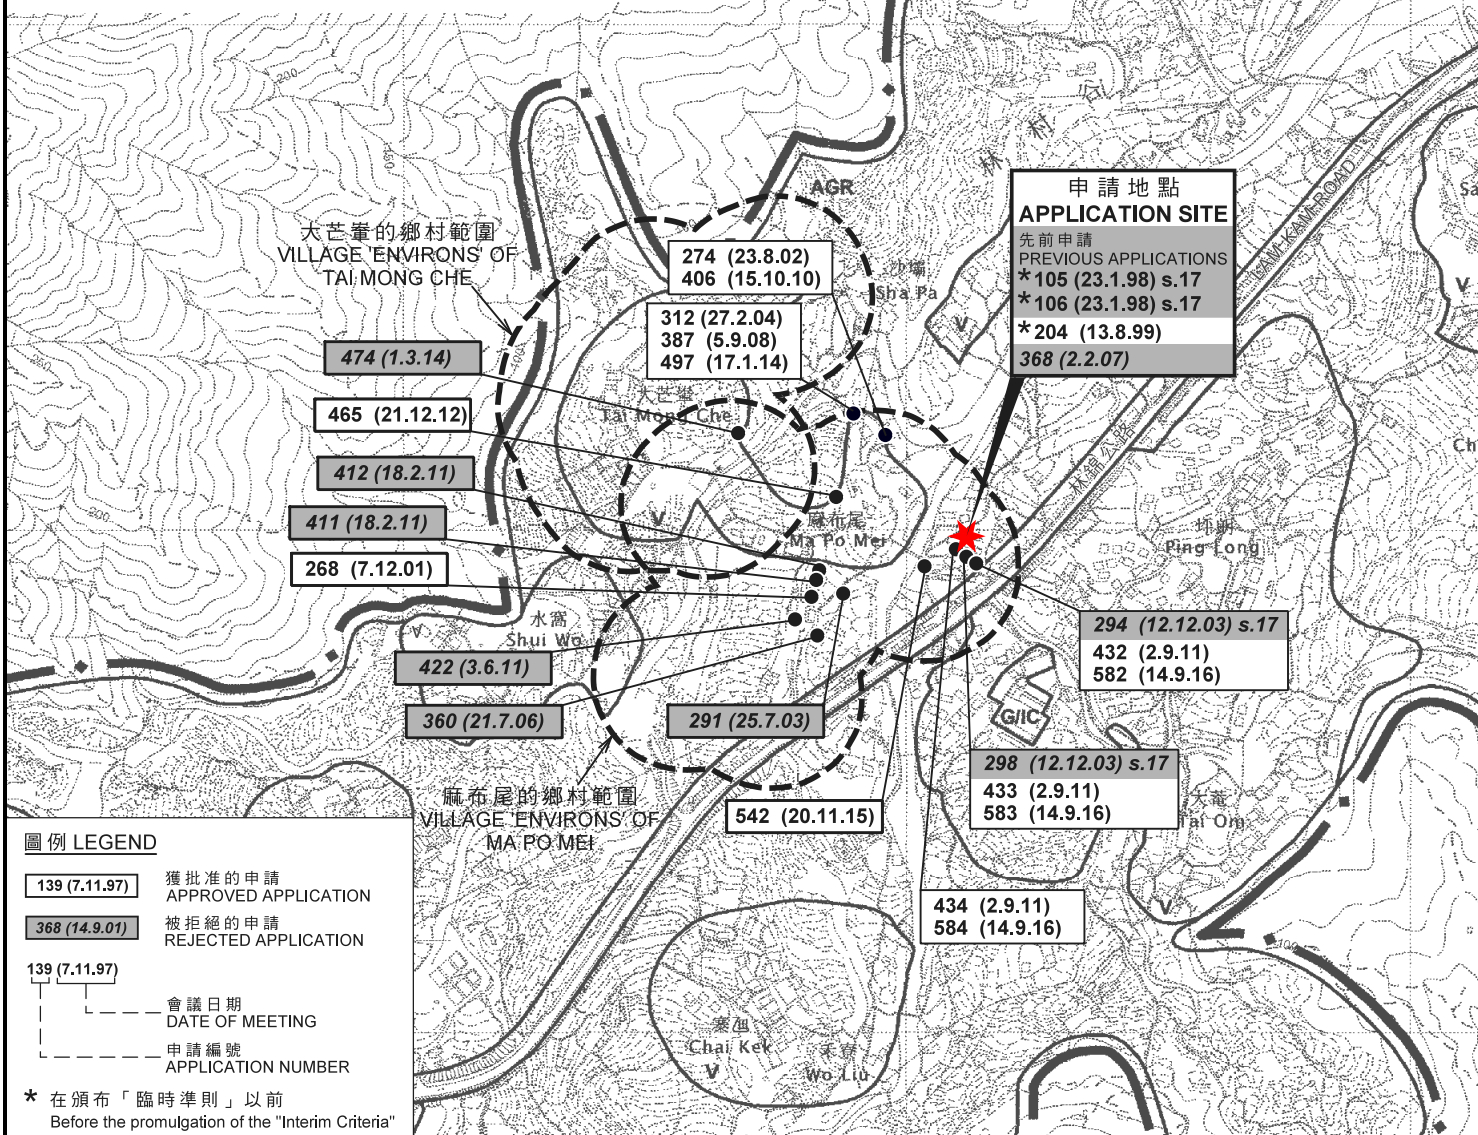 200
150
200
100
林村谷
AGR
大芒輋的鄉村範圍
VILLAGE 'ENVIRONS' OF
TAI MONG CHE
274 (23.8.02)
406 (15.10.10)
沙壩
Sha Pa
312 (27.2.04)
387 (5.9.08)
497 (17.1.14)
申請地點
APPLICATION SITE
先前申請
PREVIOUS APPLICATIONS
*105 (23.1.98) s.17
*106 (23.1.98) s.17
*204 (13.8.99)
368 (2.2.07)
LAM KAM ROAD
林錦公路
Sa
V
V
Ch
474 (1.3.14)
大芒輋
Tai Mong Che
465 (21.12.12)
412 (18.2.11)
411 (18.2.11)
268 (7.12.01)
V
麻布尾
Ma Po Mei
坪朗
Ping Long
水窩
Shui Wo
V
422 (3.6.11)
360 (21.7.06)
291 (25.7.03)
294 (12.12.03) s.17
432 (2.9.11)
582 (14.9.16)
G/IC
298 (12.12.03) s.17
433 (2.9.11)
583 (14.9.16)
大菴
Tai Om
V
麻布尾的鄉村範圍
VILLAGE 'ENVIRONS' OF
MA PO MEI
542 (20.11.15)
434 (2.9.11)
584 (14.9.16)
寨乪
Chai Kek
V
禾寮
Wo Liu
圖例 LEGEND
139 (7.11.97)
獲批准的申請
APPROVED APPLICATION
368 (14.9.01)
被拒絕的申請
REJECTED APPLICATION
139 (7.11.97)
會議日期
DATE OF MEETING
申請編號
APPLICATION NUMBER
* 在頒布「臨時準則」以前
Before the promulgation of the "Interim Criteria"